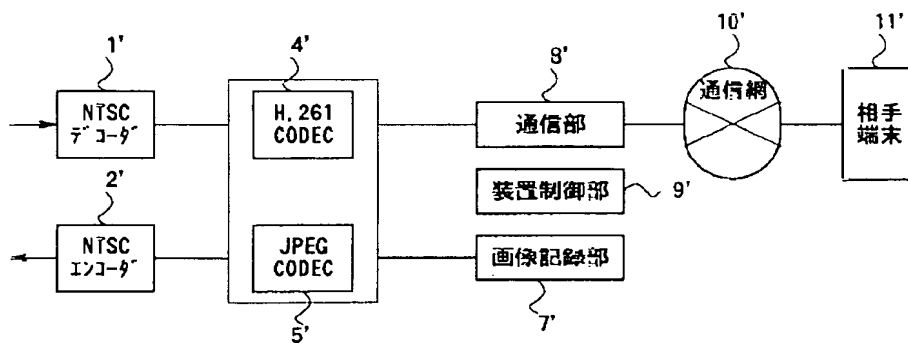 1'
NTSC
デコーダ
2'
NTSC
エンコーダ
4'
H.261
CODEC
JPEG
CODEC
5'
8'
通信部
装置制御部
9'
画像記録部
7'
10'
通信網
11'
相手
端末